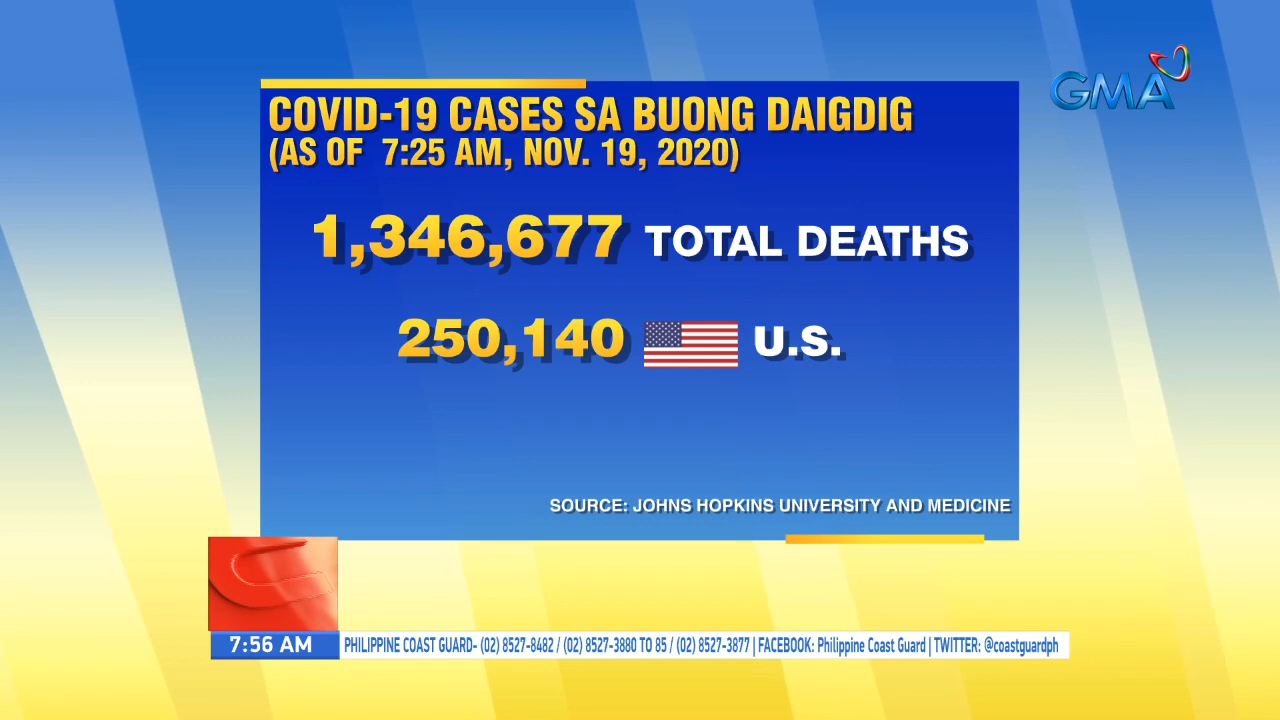 GMA
COVID-19 CASES SA BUONG DAIGDIG
(AS OF 7:25 AM, NOV. 19, 2020)
1,346,677 TOTAL DEATHS
250,140 U.S.
SOURCE: JOHNS HOPKINS UNIVERSITY AND MEDICINE
7:56 AM PHILIPPINE COAST GUARD- (02) 8527-8482 / (02) 8527-3880 TO 85 / (02) 8527-3877 | FACEBOOK: Philippine Coast Guard | TWITTER: @coastguardph